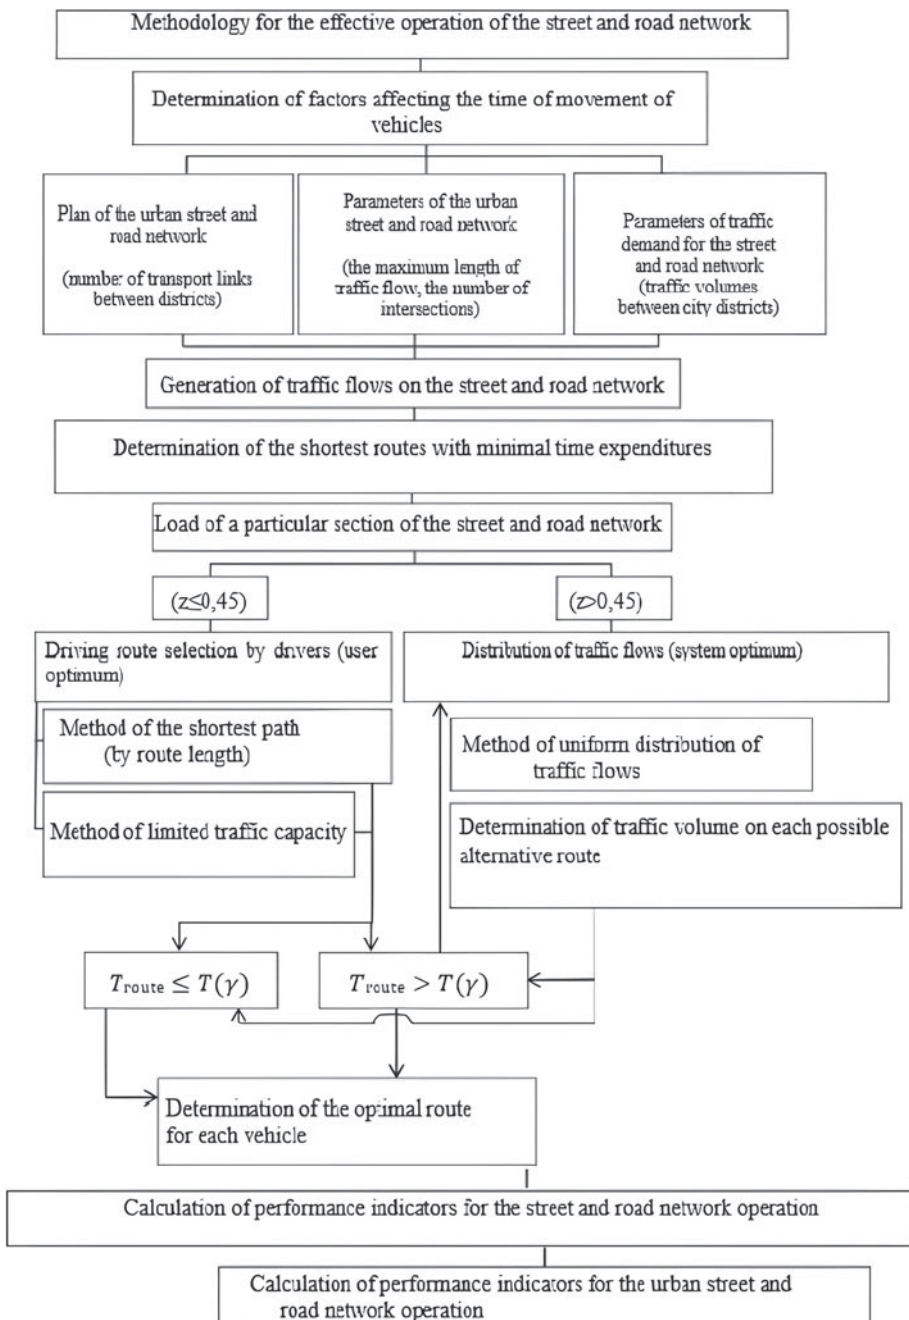 Methodology for the effective operation of the street and road network
Determination of factors affecting the time of movement of
vehicles
Plan of the urban street and
road network
(number of transport links
between districts)
Parameters of the urban
street and road network
(the maximum length of
traffic flow, the number of
intersections)
Parameters of traffic
demand for the street
and road network
(traffic volumes
between city districts)
Generation of traffic flows on the street and road network
Determination of the shortest routes with minimal time expenditures
Load of a particular section of the street and road network
(z≤0,45)
(z>0,45)
Driving route selection by drivers (user
optimum)
Distribution of traffic flows (system optimum)
Method of the shortest path
(by route length)
Method of uniform distribution of
traffic flows
Method of limited traffic capacity
Determination of traffic volume on each possible
alternative route
T_route ≤ T(γ)
T_route > T(γ)
Determination of the optimal route
for each vehicle
Calculation of performance indicators for the street and road network operation
Calculation of performance indicators for the urban street and
road network operation